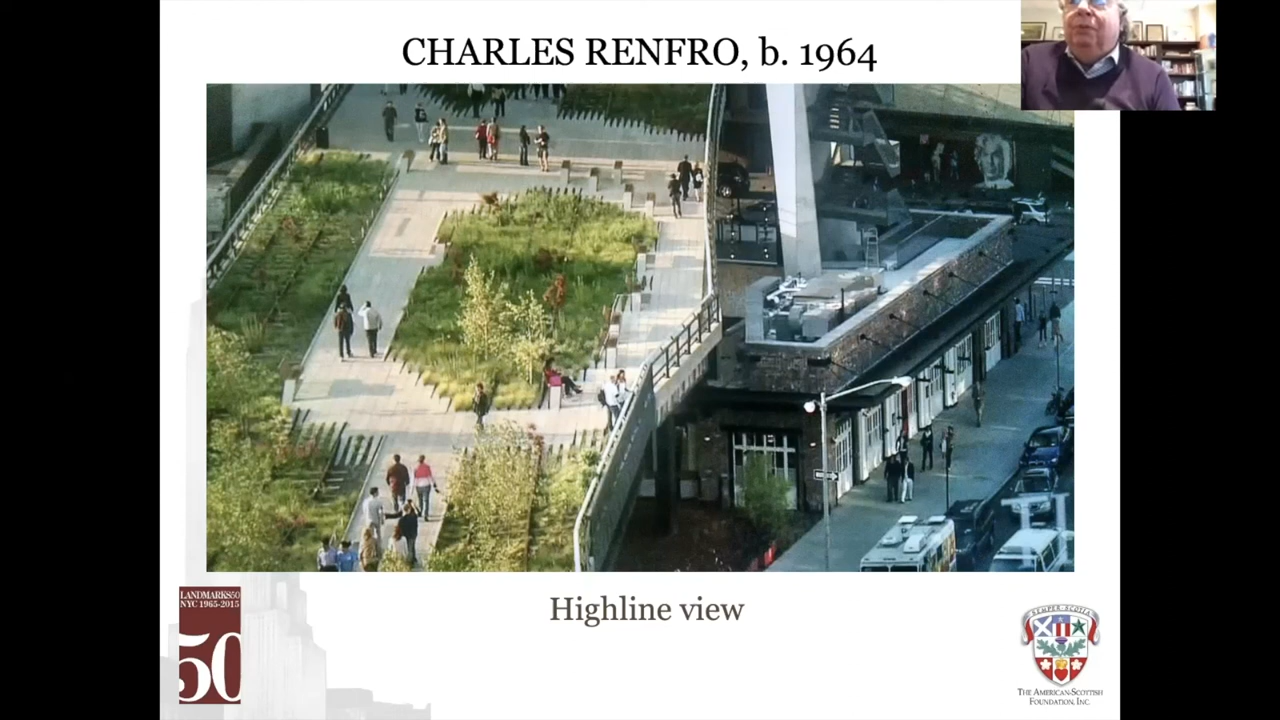 CHARLES RENFRO, b. 1964
Highline view
LANDMARKS50
NYC 1965-2015
50
SEMPER SCOTIA
THE AMERICAN-SCOTTISH
FOUNDATION, INC.